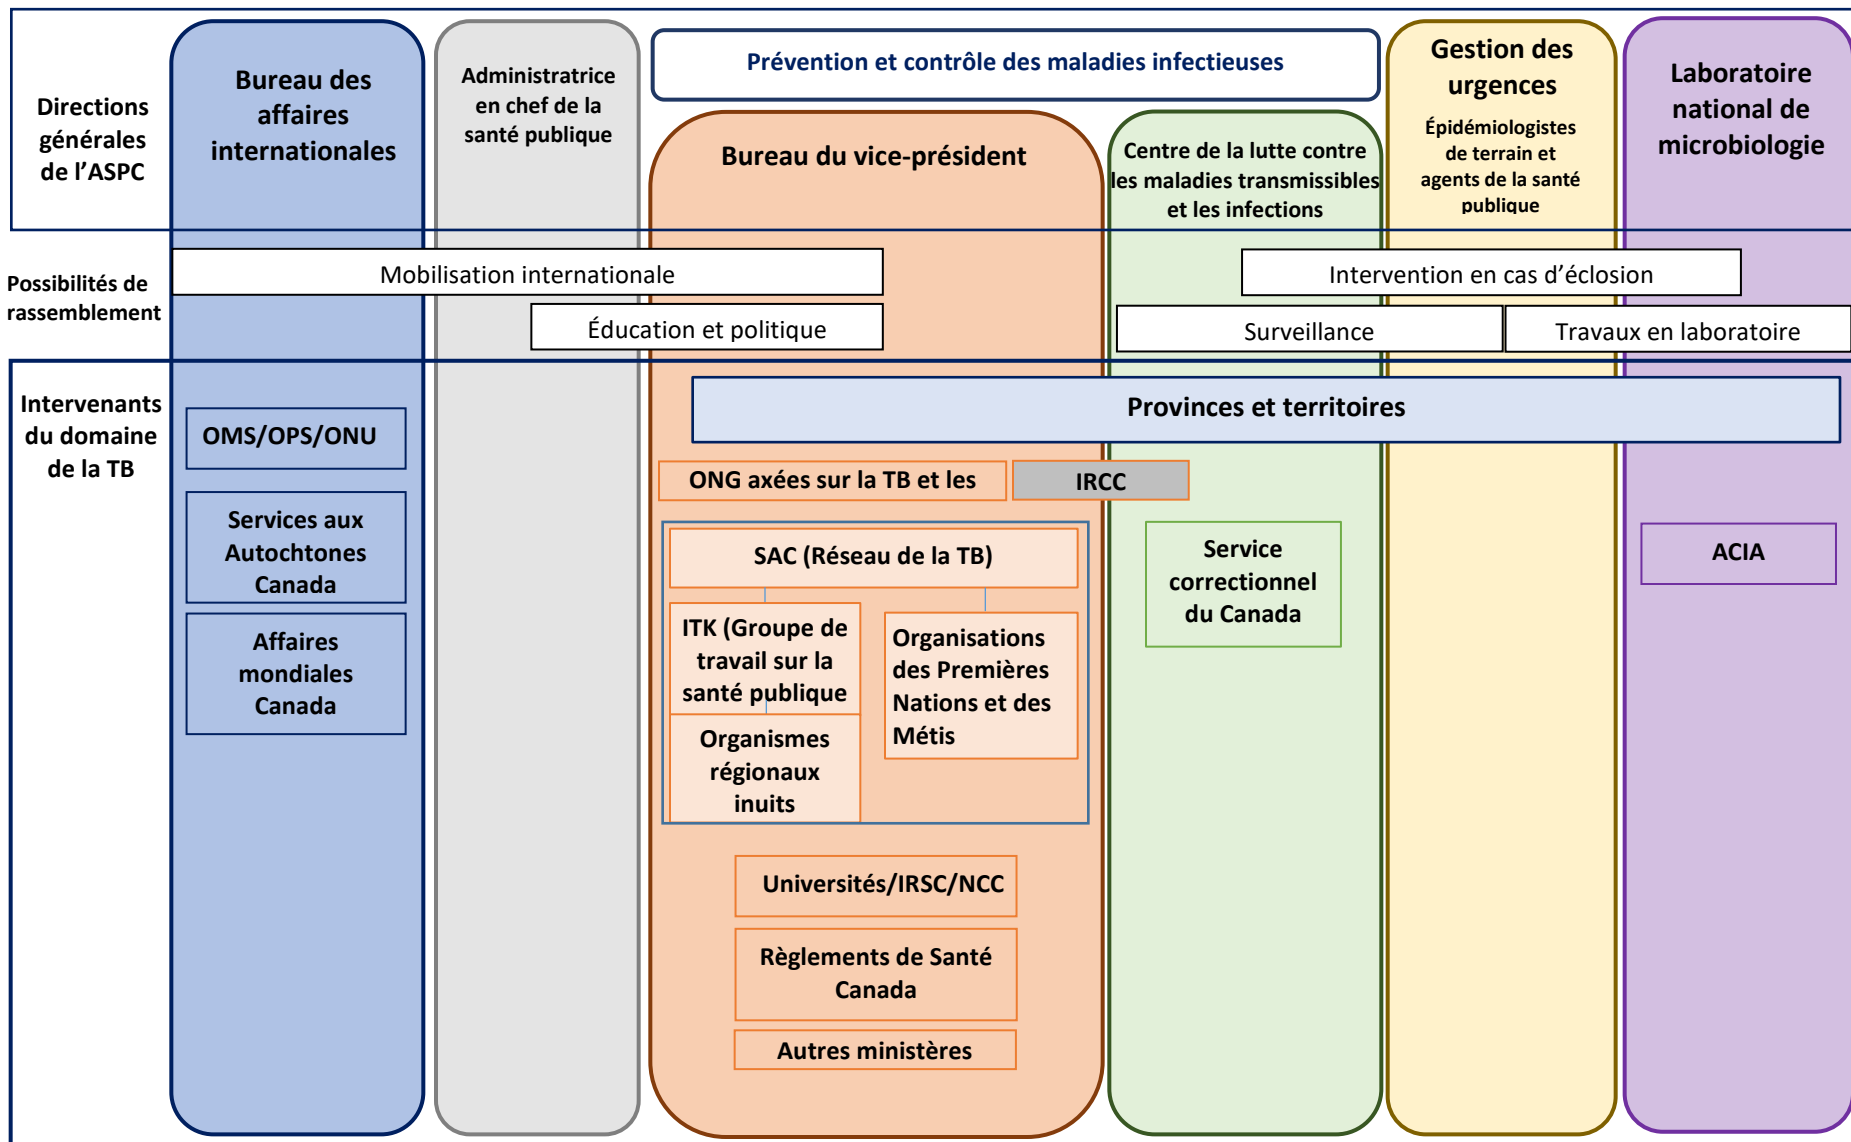 Directions
générales
de l’ASPC
Bureau des
affaires
internationales
Administratrice
en chef de la
santé publique
Prévention et contrôle des maladies infectieuses
Bureau du vice-président
Centre de la lutte contre
les maladies transmissibles
et les infections
Gestion des
urgences
Épidémiologistes
de terrain et
agents de la santé
publique
Laboratoire
national de
microbiologie
Possibilités de
rassemblement
Mobilisation internationale
Éducation et politique
Intervention en cas d’éclosion
Surveillance
Travaux en laboratoire
Intervenants
du domaine
de la TB
Provinces et territoires
OMS/OPS/ONU
Services aux
Autochtones
Canada
Affaires
mondiales
Canada
ONG axées sur la TB et les
IRCC
SAC (Réseau de la TB)
ITK (Groupe de
travail sur la
santé publique
Organismes
régionaux
inuits
Organisations
des Premières
Nations et des
Métis
Universités/IRSC/NCC
Règlements de Santé
Canada
Autres ministères
Service
correctionnel
du Canada
ACIA